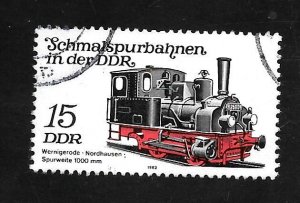 Schmalspurbahnen
in der DDR
15
DDR
Wernigerode - Nordhausen
Spurweite 1000 mm
1983